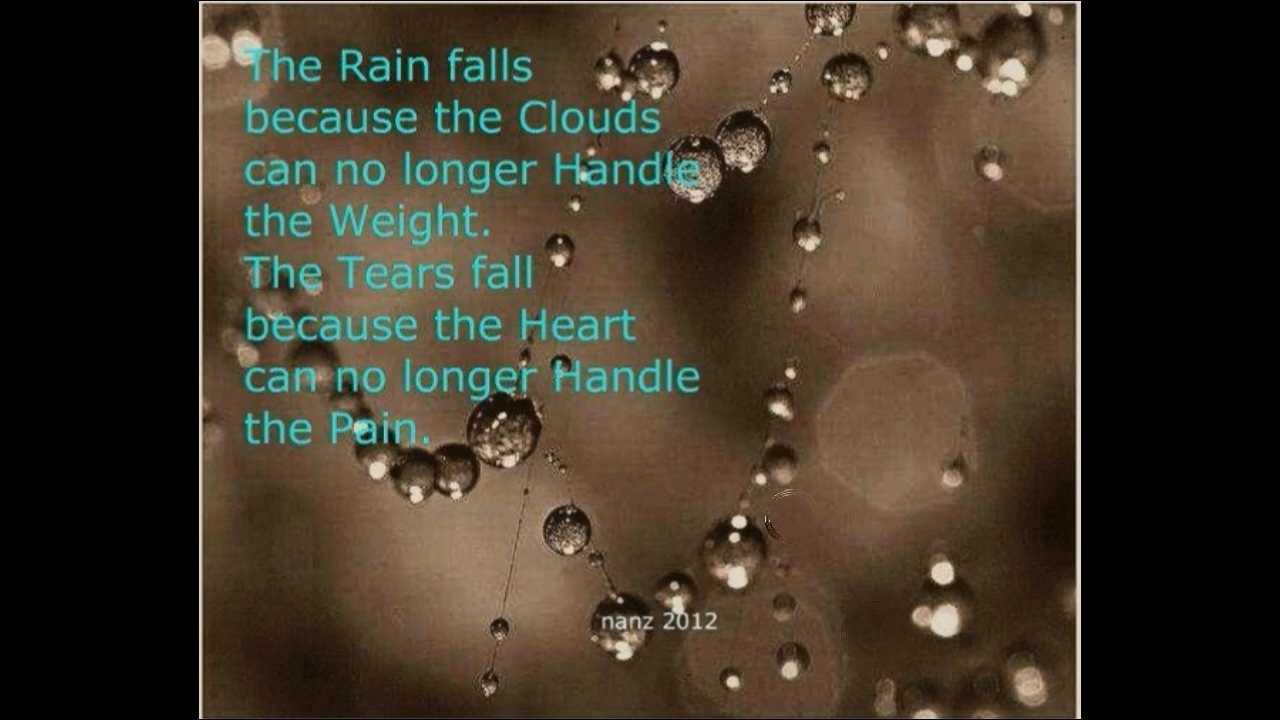 The Rain falls
because the Clouds
can no longer Handle
the Weight.
The Tears fall
because the Heart
can no longer Handle
the Pain.
nanz 2012